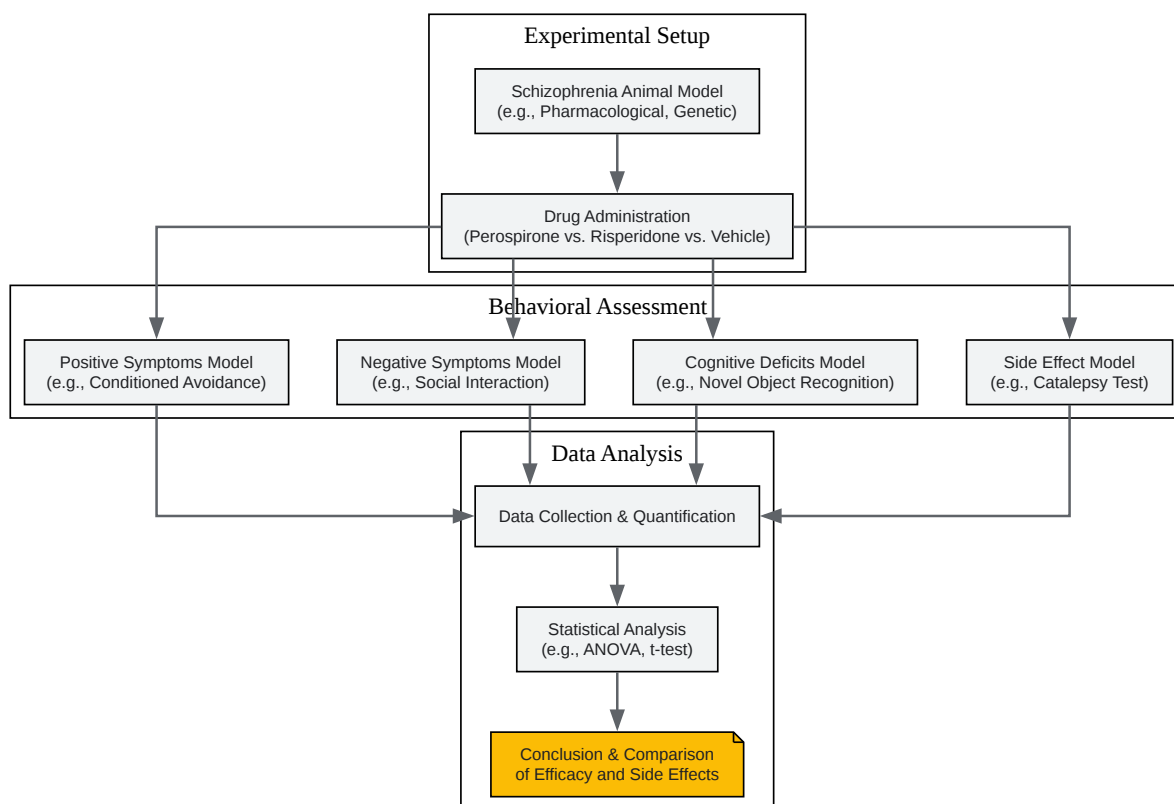 Experimental Setup
Schizophrenia Animal Model
(e.g., Pharmacological, Genetic)
Drug Administration
(Perospirone vs. Risperidone vs. Vehicle)
Behavioral Assessment
Positive Symptoms Model
(e.g., Conditioned Avoidance)
Negative Symptoms Model
(e.g., Social Interaction)
Cognitive Deficits Model
(e.g., Novel Object Recognition)
Side Effect Model
(e.g., Catalepsy Test)
Data Analysis
Data Collection & Quantification
Statistical Analysis
(e.g., ANOVA, t-test)
Conclusion & Comparison
of Efficacy and Side Effects